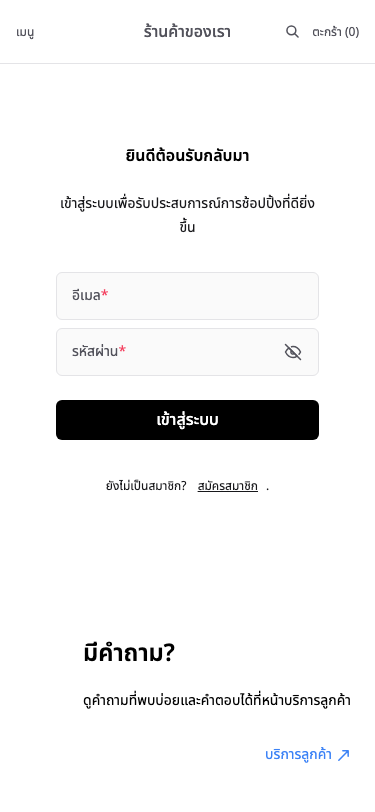 เมนู
ร้านค้าของเรา
ตะกร้า (0)
ยินดีต้อนรับกลับมา
เข้าสู่ระบบเพื่อรับประสบการณ์การช้อปปิ้งที่ดียิ่ง
ขึ้น
อีเมล*
รหัสผ่าน*
เข้าสู่ระบบ
ยังไม่เป็นสมาชิก? สมัครสมาชิก .
มีคำถาม?
ดูคำถามที่พบบ่อยและคำตอบได้ที่หน้าบริการลูกค้า
บริการลูกค้า